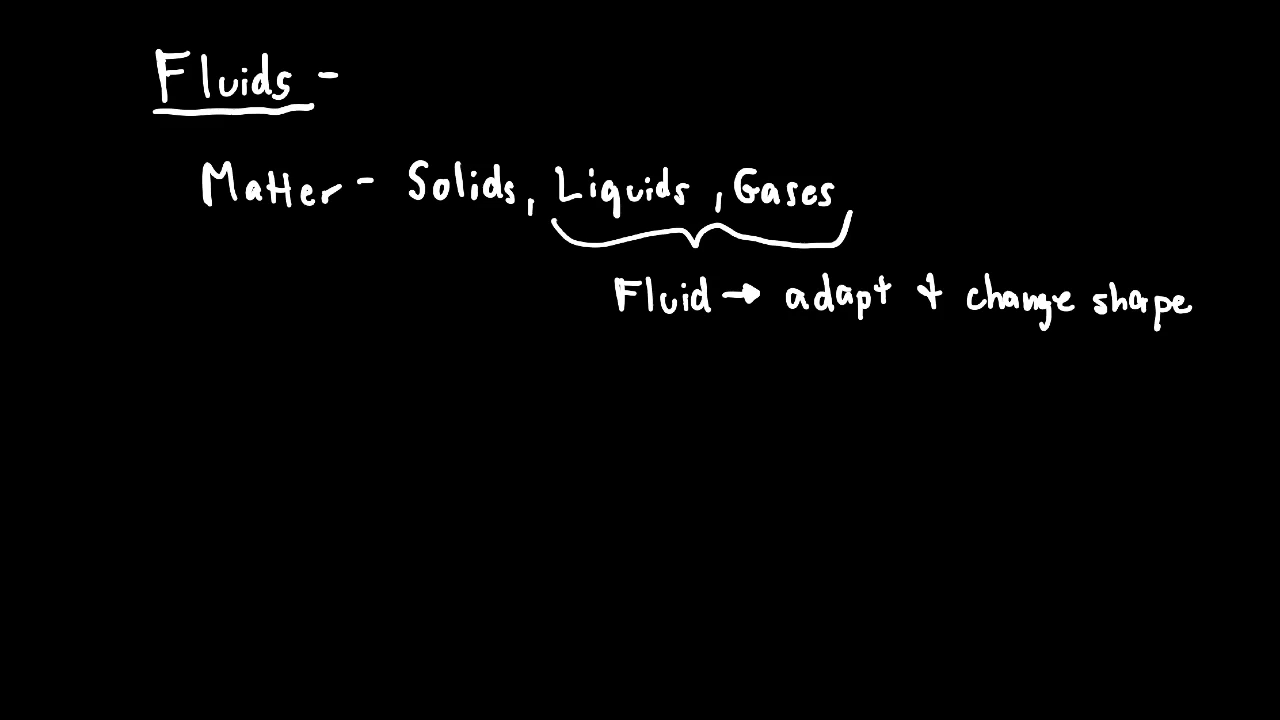 Fluids -
Matter - Solids, Liquids, Gases
Fluid → adapt + change shape